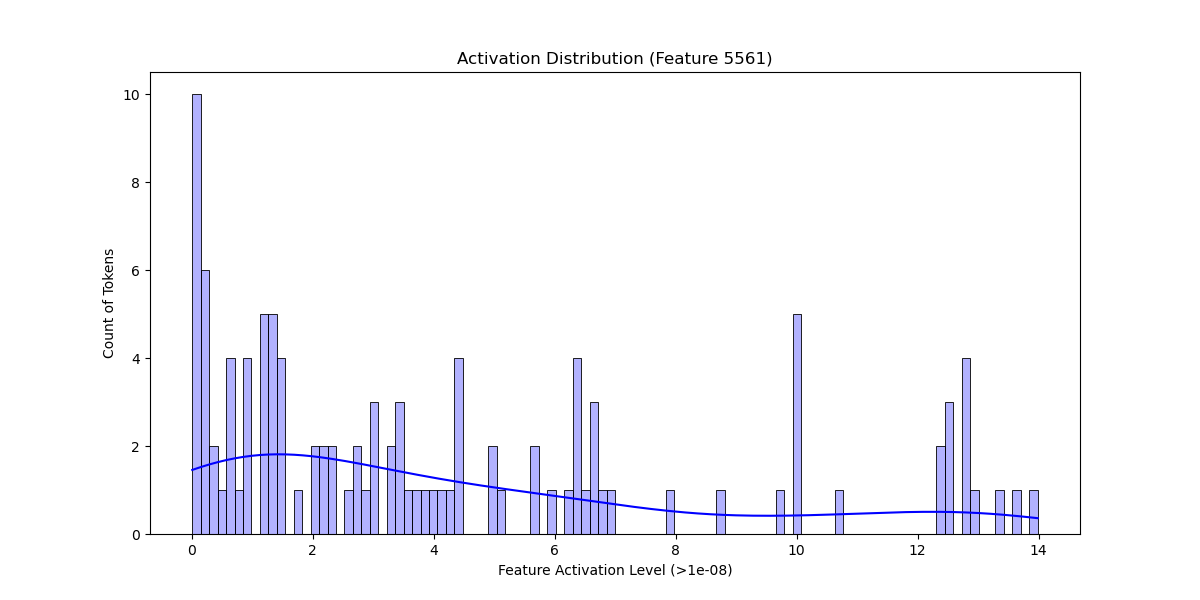 Activation Distribution (Feature 5561)
Count of Tokens
10
8
6
4
2
0
0 2 4 6 8 10 12 14
Feature Activation Level (>1e-08)